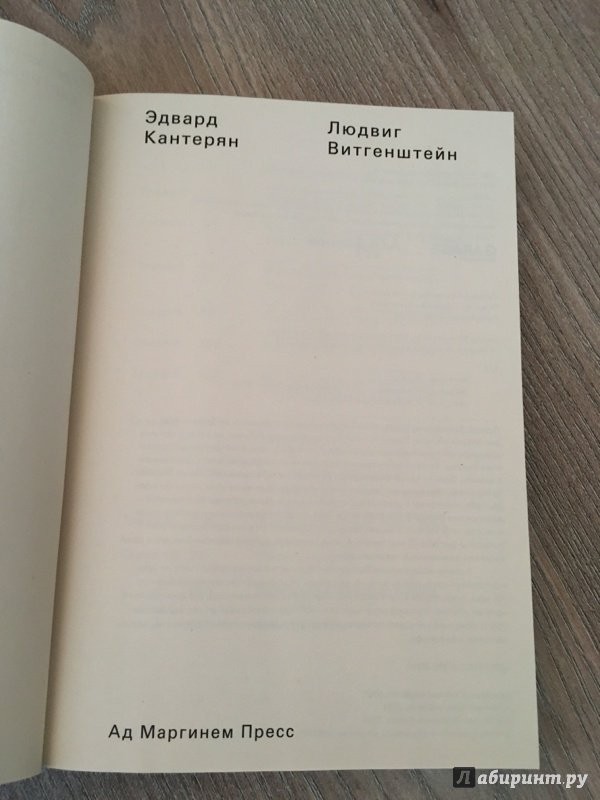 Эдвард
Кантерян
Людвиг
Витгенштейн
Ад Маргинем Пресс
Лабиринт.ру